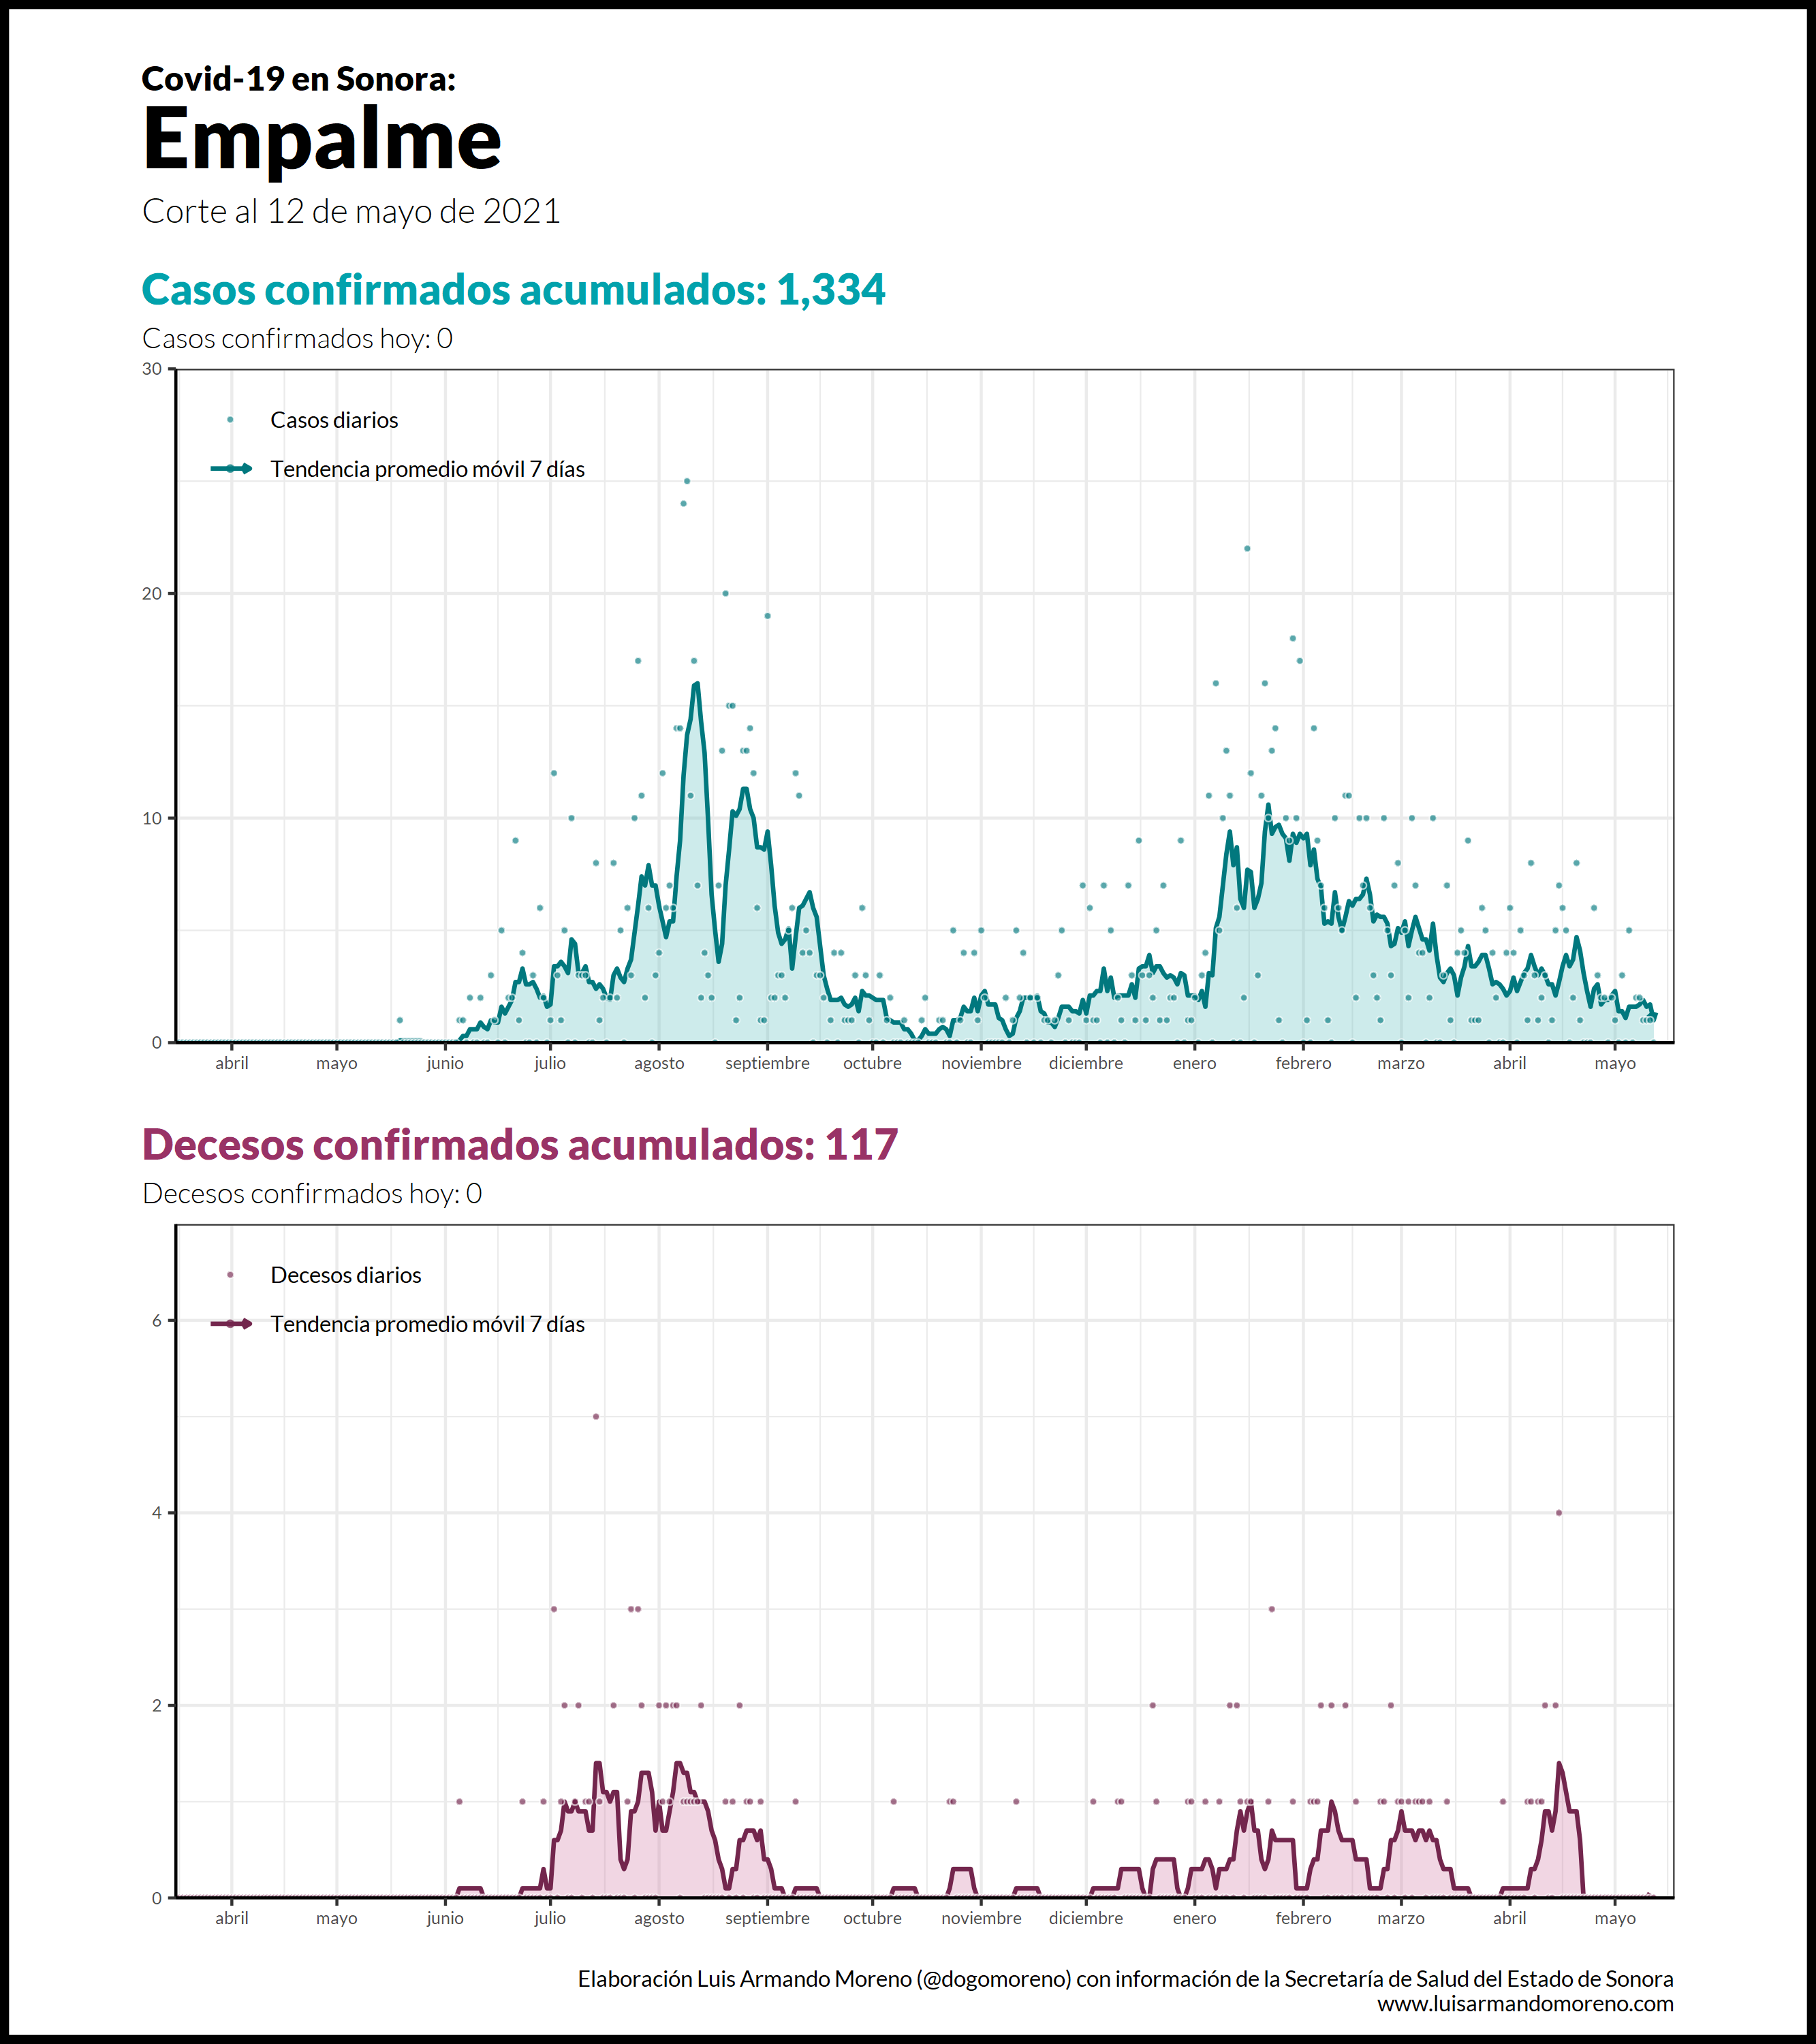 Covid-19 en Sonora:
Empalme
Corte al 12 de mayo de 2021
Casos confirmados acumulados: 1,334
Casos confirmados hoy: 0
30
Casos diarios
Tendencia promedio móvil 7 días
20
10
0
abril mayo junio julio agosto septiembre octubre noviembre diciembre enero febrero marzo abril mayo
Decesos confirmados acumulados: 117
Decesos confirmados hoy: 0
Decesos diarios
6
Tendencia promedio móvil 7 días
4
2
0
abril mayo junio julio agosto septiembre octubre noviembre diciembre enero febrero marzo abril mayo
Elaboración Luis Armando Moreno (@dogomoreno) con información de la Secretaría de Salud del Estado de Sonora
www.luisarmandomoreno.com